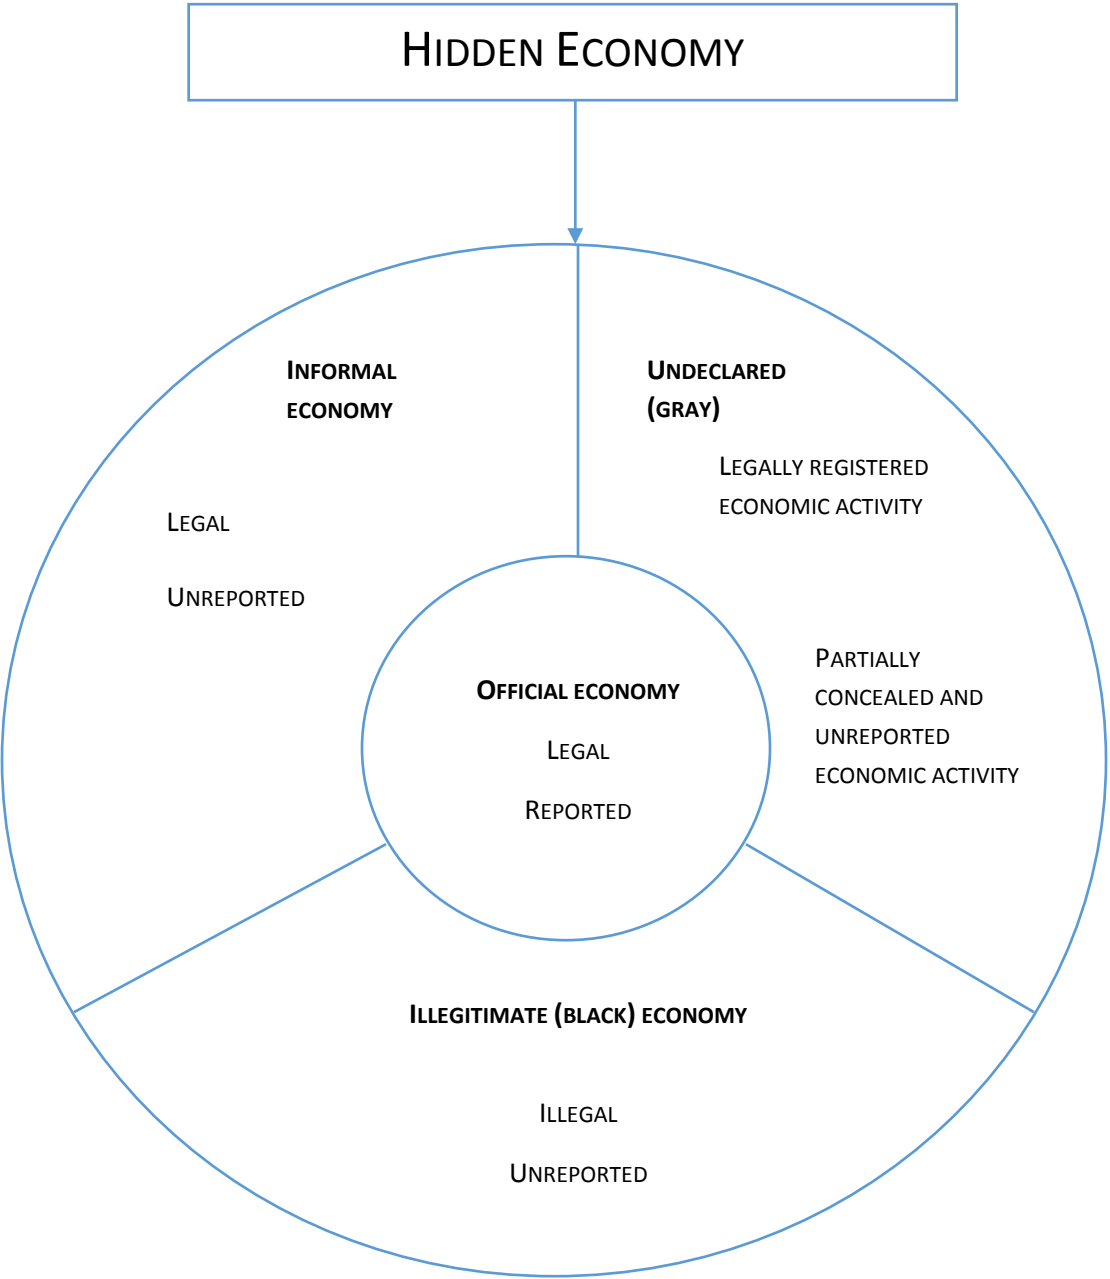 HIDDEN ECONOMY
INFORMAL
ECONOMY
LEGAL
UNREPORTED
UNDECLARED
(GRAY)
LEGALLY REGISTERED
ECONOMIC ACTIVITY
PARTIALLY
CONCEALED AND
UNREPORTED
ECONOMIC ACTIVITY
OFFICIAL ECONOMY
LEGAL
REPORTED
ILLEGITIMATE (BLACK) ECONOMY
ILLEGAL
UNREPORTED